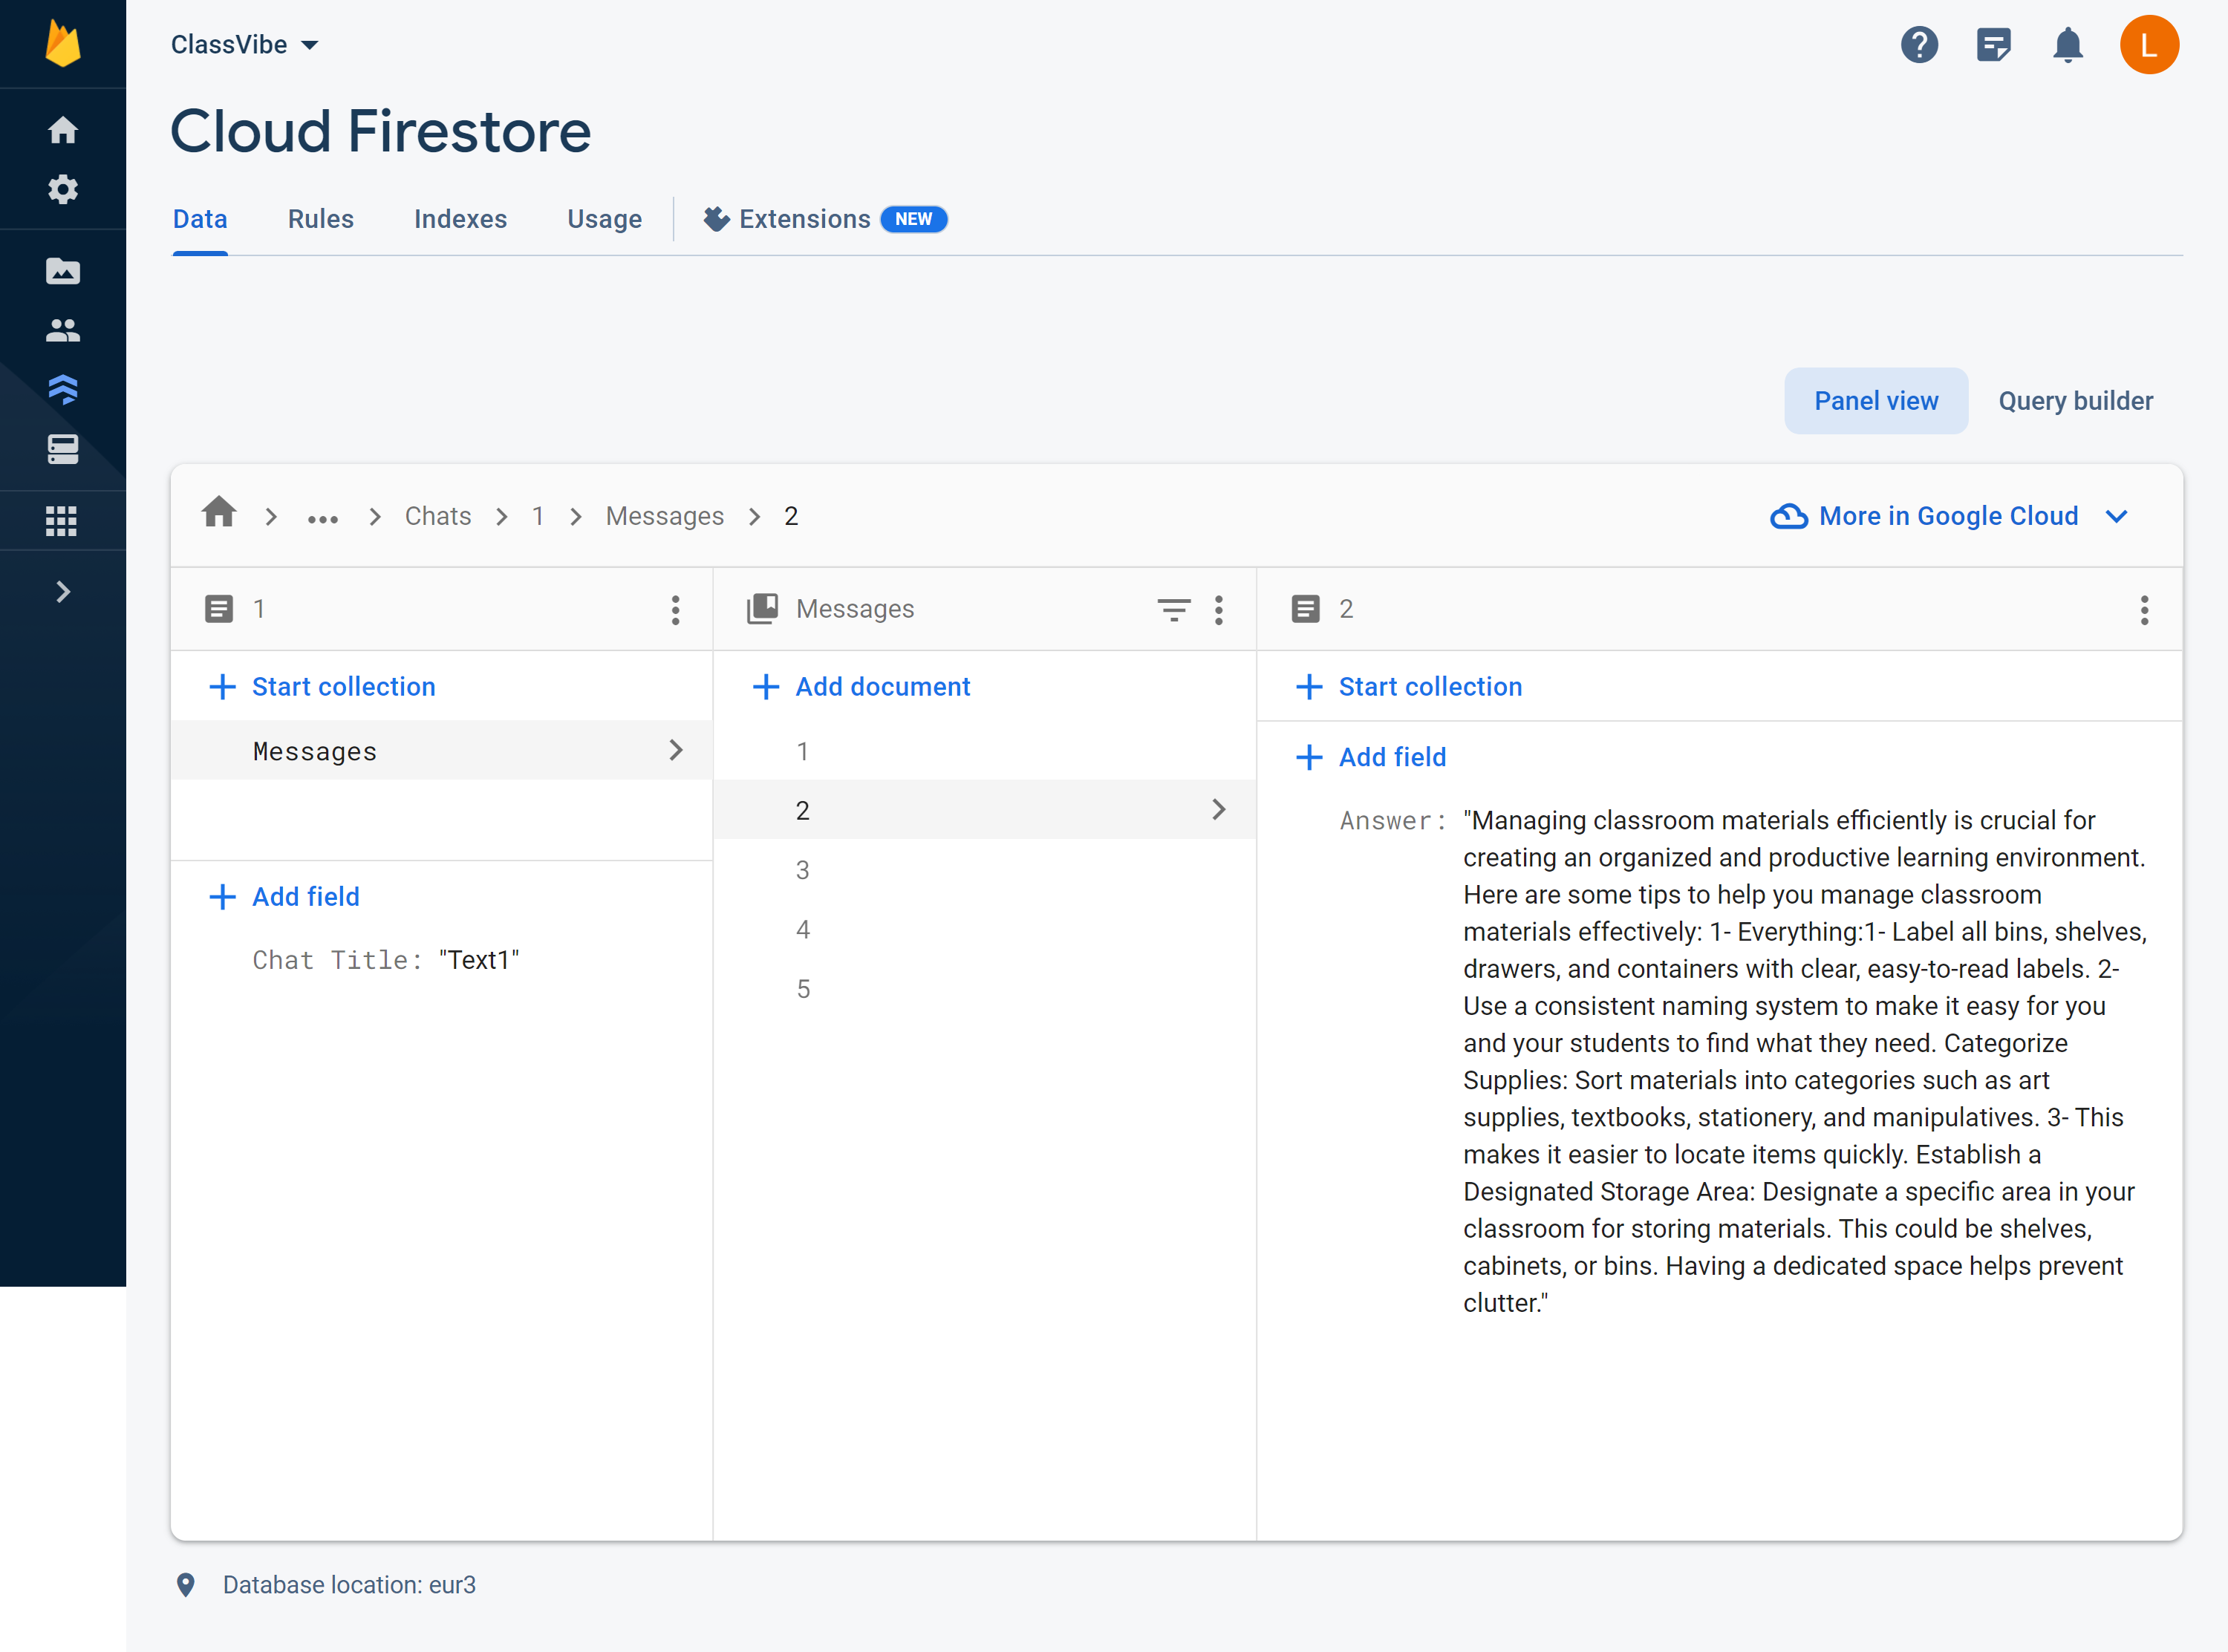 ClassVibe
L
Cloud Firestore
Data Rules Indexes Usage Extensions NEW
Panel view Query builder
... Chats 1 Messages 2 More in Google Cloud
1
Messages
2
Start collection
Add document
Start collection
Messages
1
Add field
2
3
4
5
Add field
Chat Title: "Text1"
Answer: "Managing classroom materials efficiently is crucial for
creating an organized and productive learning environment.
Here are some tips to help you manage classroom
materials effectively: 1- Everything:1- Label all bins, shelves,
drawers, and containers with clear, easy-to-read labels. 2-
Use a consistent naming system to make it easy for you
and your students to find what they need. Categorize
Supplies: Sort materials into categories such as art
supplies, textbooks, stationery, and manipulatives. 3- This
makes it easier to locate items quickly. Establish a
Designated Storage Area: Designate a specific area in your
classroom for storing materials. This could be shelves,
cabinets, or bins. Having a dedicated space helps prevent
clutter."
Database location: eur3